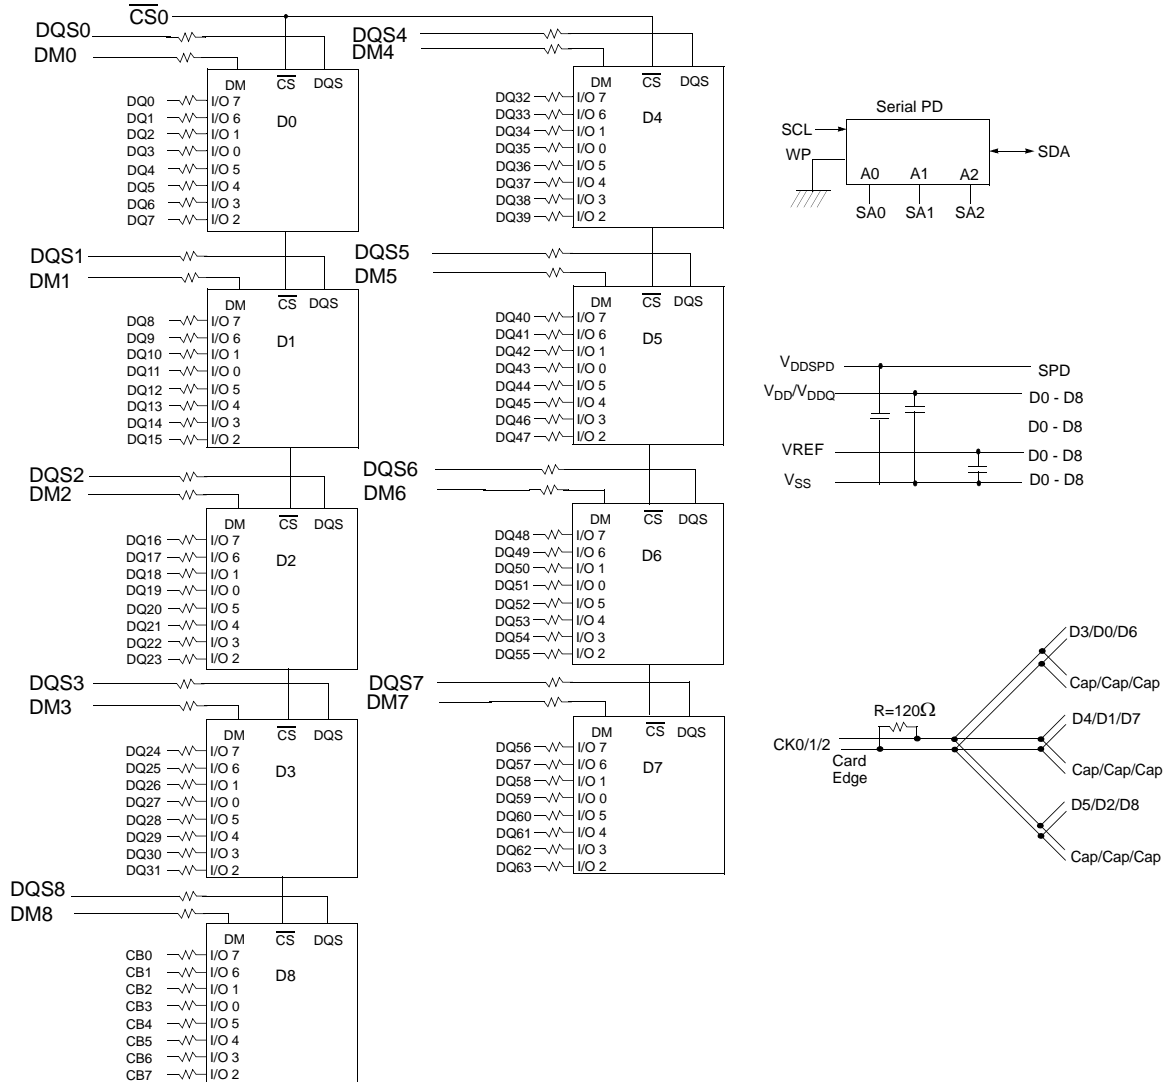 CS0
DQS0
DM0
DM CS DQS
D0
DQ0 I/O 7
DQ1 I/O 6
DQ2 I/O 1
DQ3 I/O 0
DQ4 I/O 5
DQ5 I/O 4
DQ6 I/O 3
DQ7 I/O 2
DQS1
DM1
DM CS DQS
D1
DQ8 I/O 7
DQ9 I/O 6
DQ10 I/O 1
DQ11 I/O 0
DQ12 I/O 5
DQ13 I/O 4
DQ14 I/O 3
DQ15 I/O 2
DQS2
DM2
DM CS DQS
D2
DQ16 I/O 7
DQ17 I/O 6
DQ18 I/O 1
DQ19 I/O 0
DQ20 I/O 5
DQ21 I/O 4
DQ22 I/O 3
DQ23 I/O 2
DQS3
DM3
DM CS DQS
D3
DQ24 I/O 7
DQ25 I/O 6
DQ26 I/O 1
DQ27 I/O 0
DQ28 I/O 5
DQ29 I/O 4
DQ30 I/O 3
DQ31 I/O 2
DQS8
DM8
DM CS DQS
D8
CB0 I/O 7
CB1 I/O 6
CB2 I/O 1
CB3 I/O 0
CB4 I/O 5
CB5 I/O 4
CB6 I/O 3
CB7 I/O 2
DQS4
DM4
DM CS DQS
D4
DQ32 I/O 7
DQ33 I/O 6
DQ34 I/O 1
DQ35 I/O 0
DQ36 I/O 5
DQ37 I/O 4
DQ38 I/O 3
DQ39 I/O 2
DQS5
DM5
DM CS DQS
D5
DQ40 I/O 7
DQ41 I/O 6
DQ42 I/O 1
DQ43 I/O 0
DQ44 I/O 5
DQ45 I/O 4
DQ46 I/O 3
DQ47 I/O 2
DQS6
DM6
DM CS DQS
D6
DQ48 I/O 7
DQ49 I/O 6
DQ50 I/O 1
DQ51 I/O 0
DQ52 I/O 5
DQ53 I/O 4
DQ54 I/O 3
DQ55 I/O 2
DQS7
DM7
DM CS DQS
D7
DQ56 I/O 7
DQ57 I/O 6
DQ58 I/O 1
DQ59 I/O 0
DQ60 I/O 5
DQ61 I/O 4
DQ62 I/O 3
DQ63 I/O 2
Serial PD
SCL
WP
SDA
A0 A1 A2
SA0 SA1 SA2
VDDSPD SPD
VDD/VDDQ D0 - D8
D0 - D8
VREF D0 - D8
VSS D0 - D8
D3/D0/D6
Cap/Cap/Cap
R=120Ω
D4/D1/D7
CK0/1/2
Card
Edge
Cap/Cap/Cap
D5/D2/D8
Cap/Cap/Cap